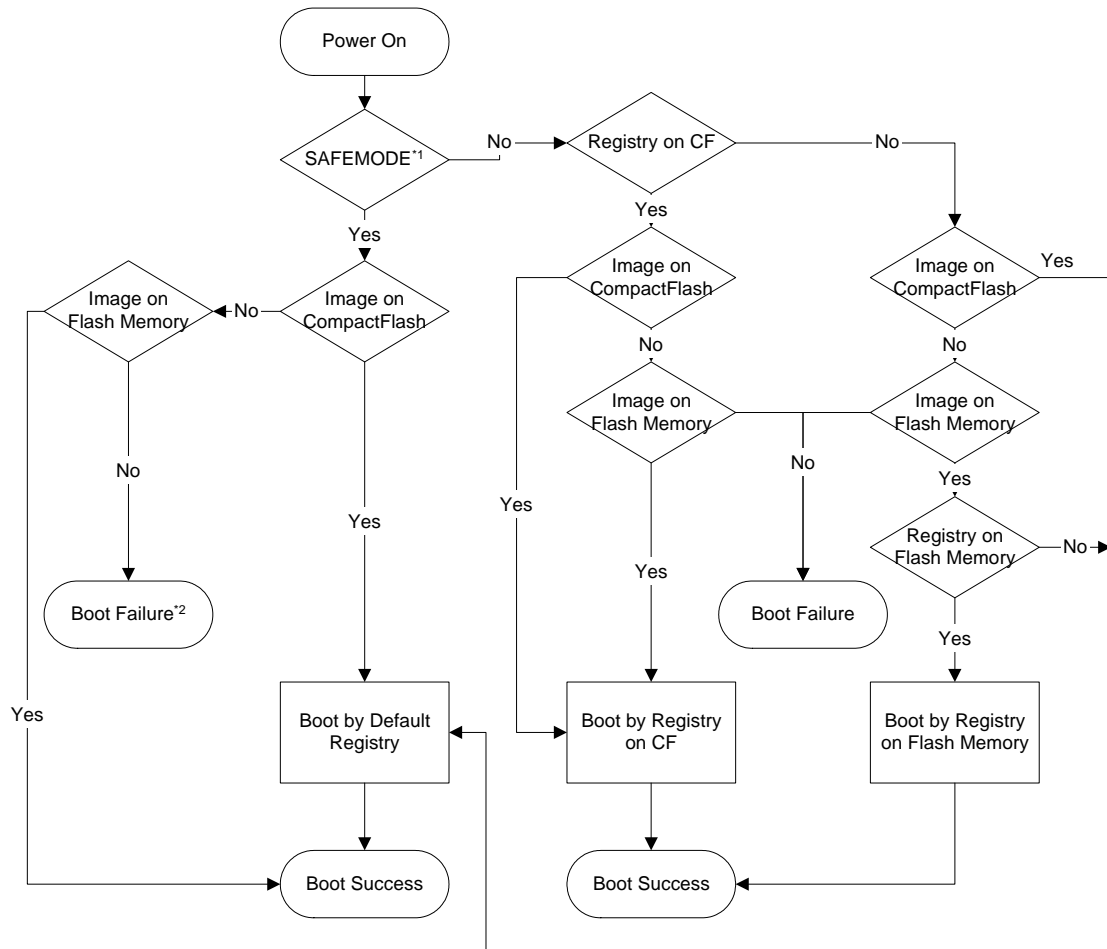 Power On
SAFEMODE*1
No
Registry on CF
No
Yes
Yes
Image on
CompactFlash
Yes
Image on
CompactFlash
Image on
Flash Memory
No
Image on
CompactFlash
No
No
Image on
Flash Memory
Image on
Flash Memory
No
No
Yes
Yes
Yes
Yes
Registry on
Flash Memory
No
Yes
Boot Failure*2
Boot Failure
Yes
Yes
Boot by Default
Registry
Boot by Registry
on CF
Boot by Registry
on Flash Memory
Boot Success
Boot Success